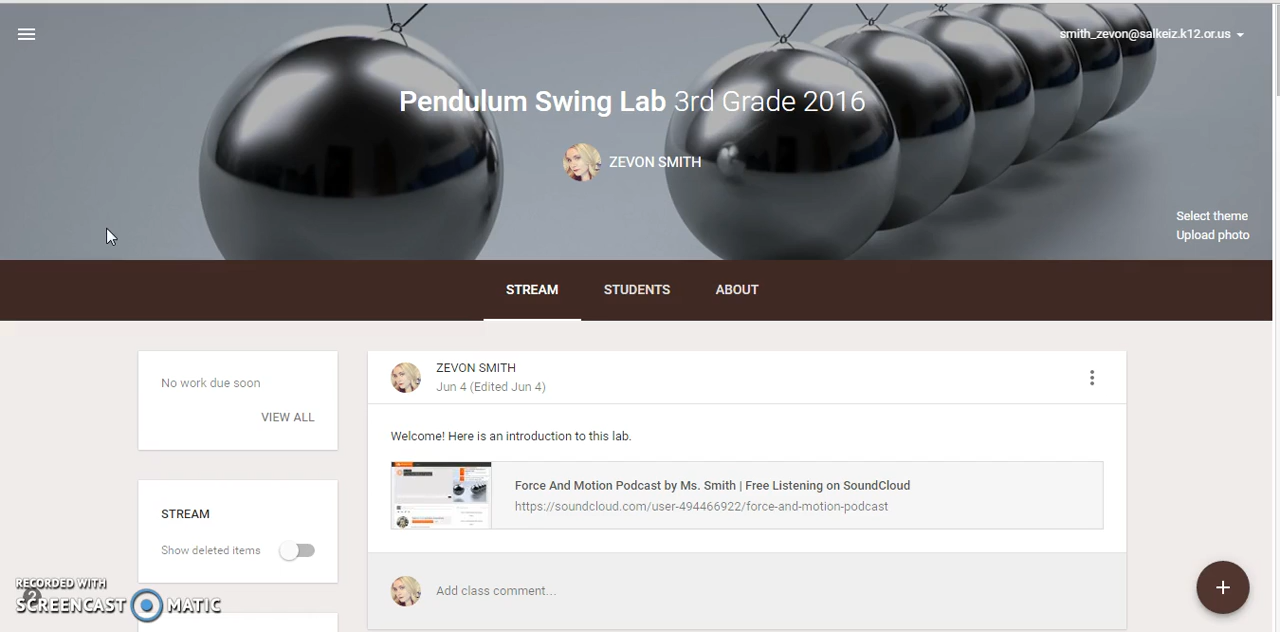 smith_zevon@salkeiz.k12.or.us
Pendulum Swing Lab 3rd Grade 2016
ZEVON SMITH
Select theme
Upload photo
STREAM STUDENTS ABOUT
No work due soon
VIEW ALL
STREAM
Show deleted items
ZEVON SMITH
Jun 4 (Edited Jun 4)
Welcome! Here is an introduction to this lab.
Force And Motion Podcast by Ms. Smith | Free Listening on SoundCloud
https://soundcloud.com/user-494466922/force-and-motion-podcast
Add class comment...
RECORDED WITH
SCREENCAST MATIC